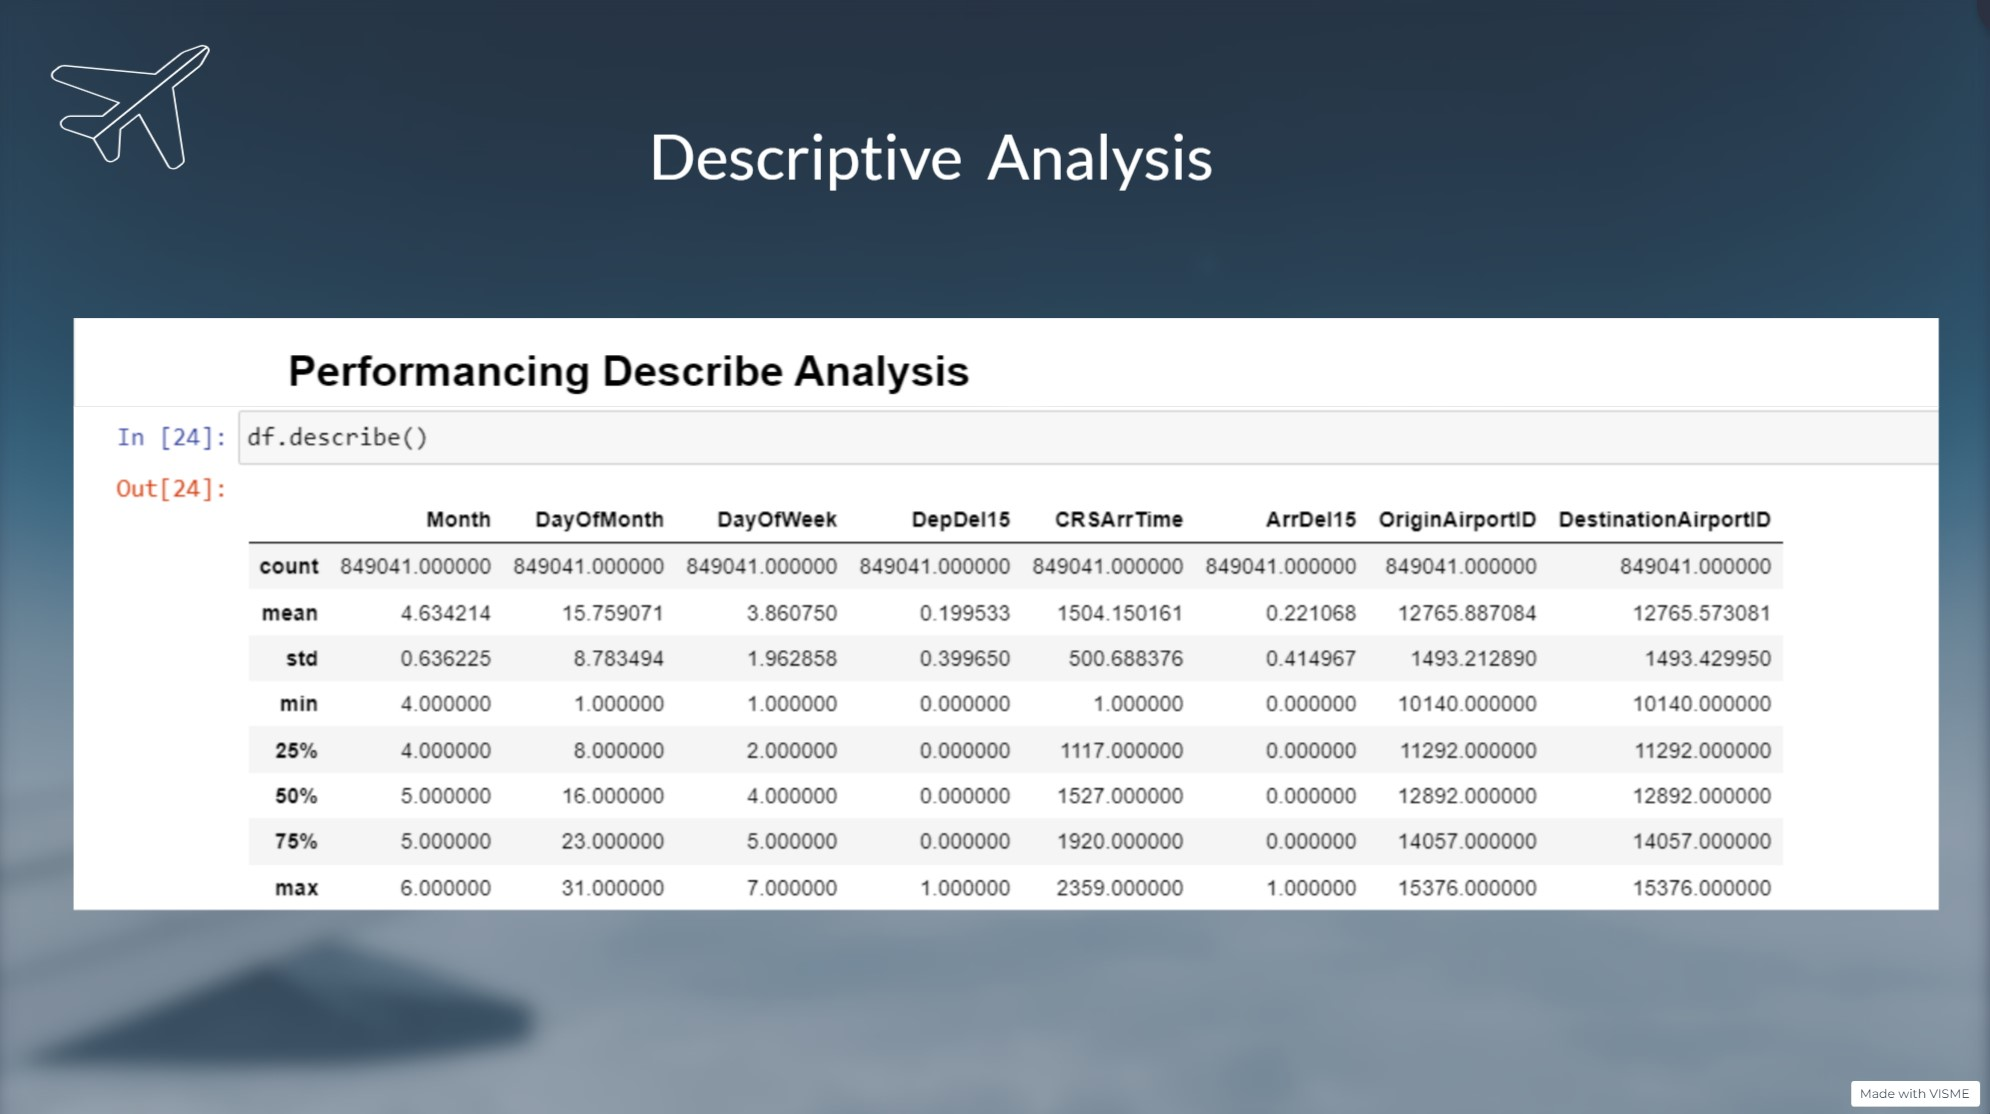 Descriptive Analysis
Performancing Describe Analysis
In [24]: df.describe()
Out[24]:
Month DayOfMonth DayOfWeek DepDel15 CRSArrTime ArrDel15 OriginAirportID DestinationAirportID
count 849041.000000 849041.000000 849041.000000 849041.000000 849041.000000 849041.000000 849041.000000 849041.000000
mean 4.634214 15.759071 3.860750 0.199533 1504.150161 0.221068 12765.887084 12765.573081
std 0.636225 8.783494 1.962858 0.399650 500.688376 0.414967 1493.212890 1493.429950
min 4.000000 1.000000 1.000000 0.000000 1.000000 0.000000 10140.000000 10140.000000
25% 4.000000 8.000000 2.000000 0.000000 1117.000000 0.000000 11292.000000 11292.000000
50% 5.000000 16.000000 4.000000 0.000000 1527.000000 0.000000 12892.000000 12892.000000
75% 5.000000 23.000000 5.000000 0.000000 1920.000000 0.000000 14057.000000 14057.000000
max 6.000000 31.000000 7.000000 1.000000 2359.000000 1.000000 15376.000000 15376.000000
Made with VISME